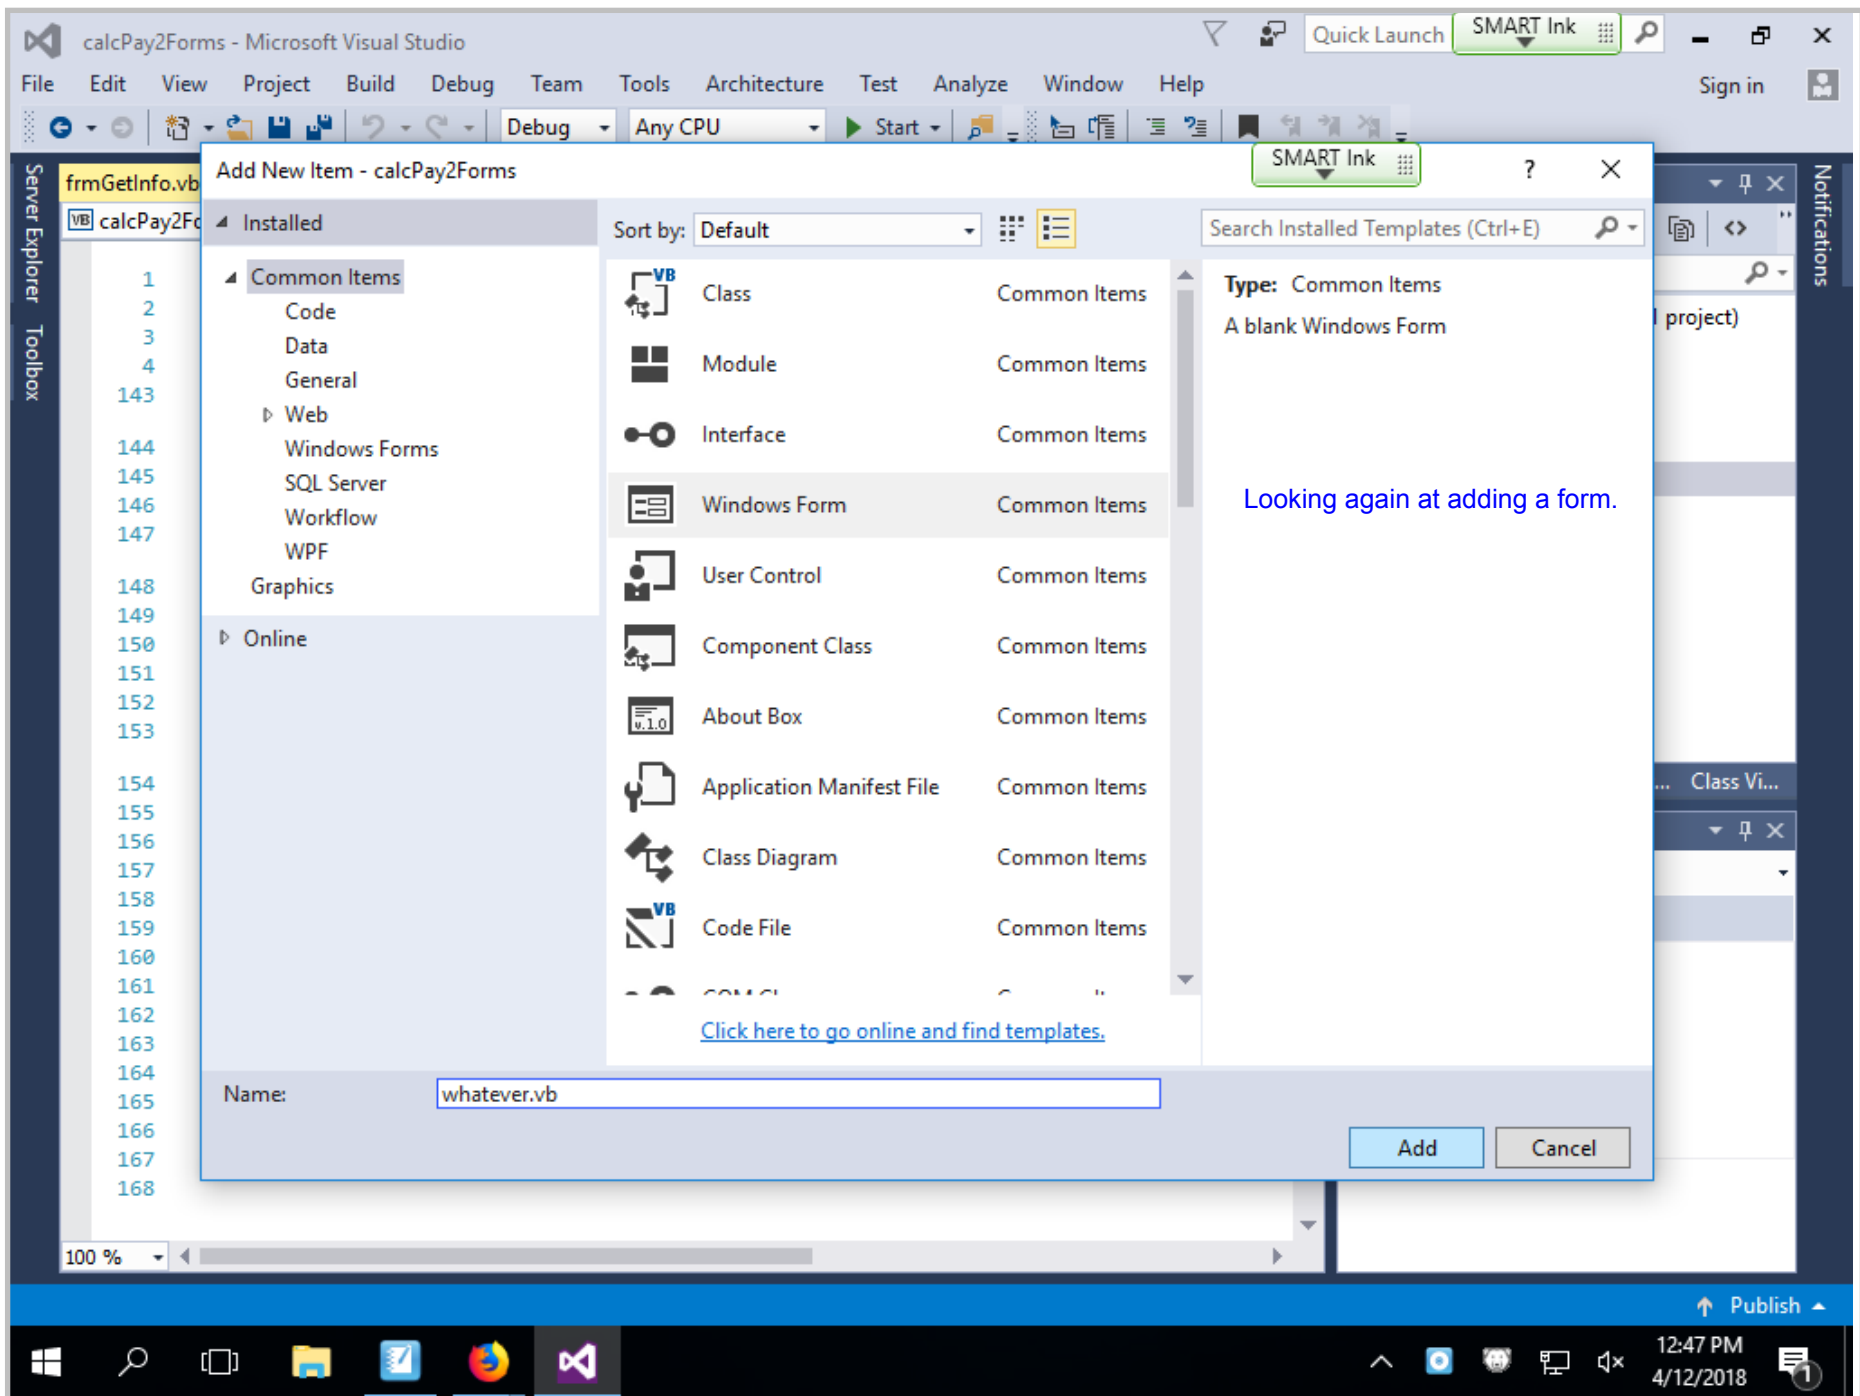 calcPay2Forms - Microsoft Visual Studio
Quick Launch
SMART Ink
File Edit View Project Build Debug Team Tools Architecture Test Analyze Window Help
Sign in
Debug Any CPU Start
Server Explorer
Toolbox
Notifications
frmGetInfo.vb
VB calcPay2Fo
Add New Item - calcPay2Forms
SMART Ink
?
Installed
Sort by: Default
Search Installed Templates (Ctrl+E)
Common Items
Code
Data
General
Web
Windows Forms
SQL Server
Workflow
WPF
Graphics
Online
VB
Class Common Items
Module Common Items
Interface Common Items
Windows Form Common Items
User Control Common Items
Component Class Common Items
v.1.0
About Box Common Items
Application Manifest File Common Items
Class Diagram Common Items
VB
Code File Common Items
Click here to go online and find templates.
Type: Common Items
A blank Windows Form
Looking again at adding a form.
project)
... Class Vi...
1
2
3
4
143
144
145
146
147
148
149
150
151
152
153
154
155
156
157
158
159
160
161
162
163
164
165
166
167
168
Name: whatever.vb
Add Cancel
100 %
Publish
12:47 PM
4/12/2018
1